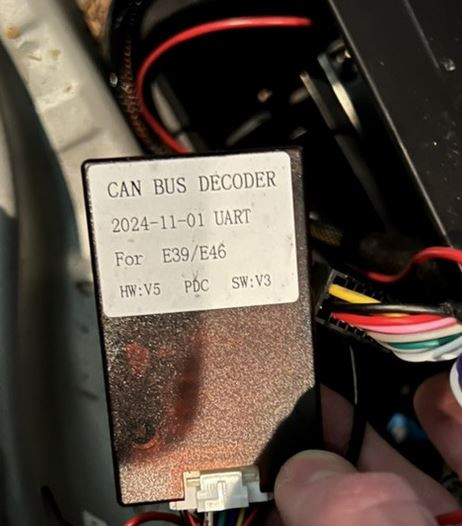 CAN BUS DECODER
2024-11-01 UART
For E39/E46
HW:V5 PDC SW:V3